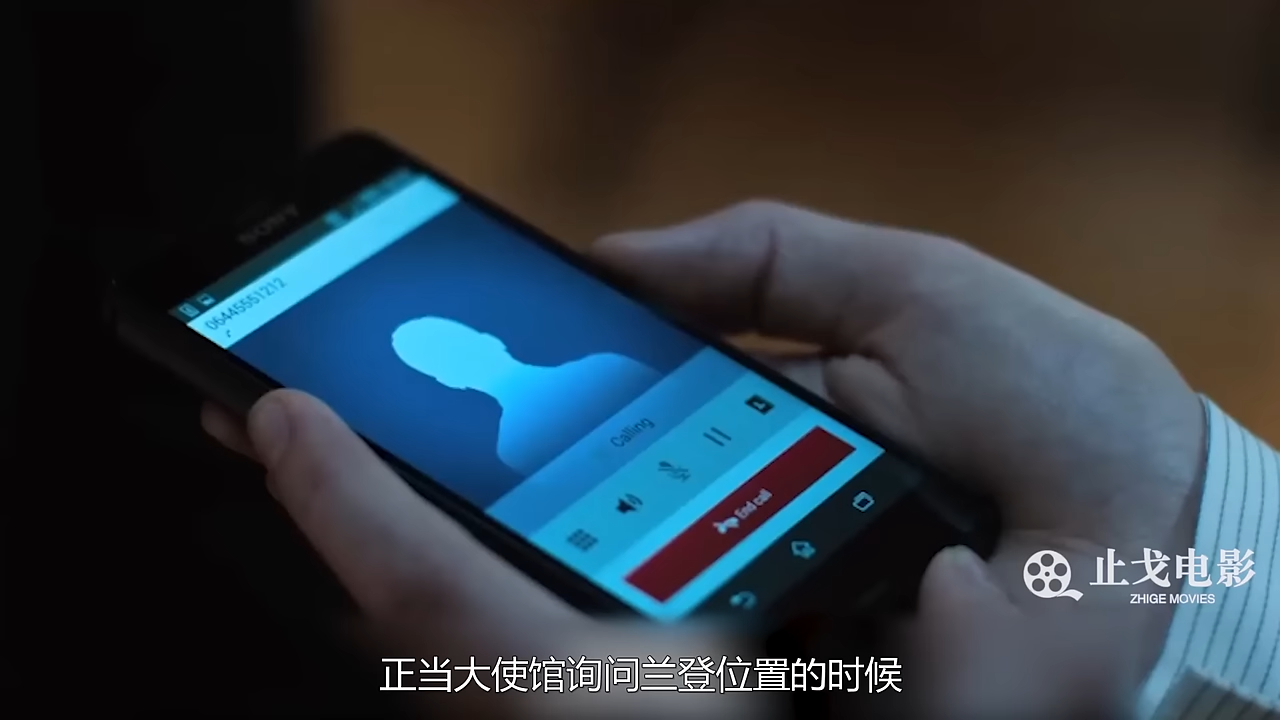 SONY
06445551212
Calling
End call
止戈电影
ZHIGE MOVIES
正当大使馆询问兰登位置的时候